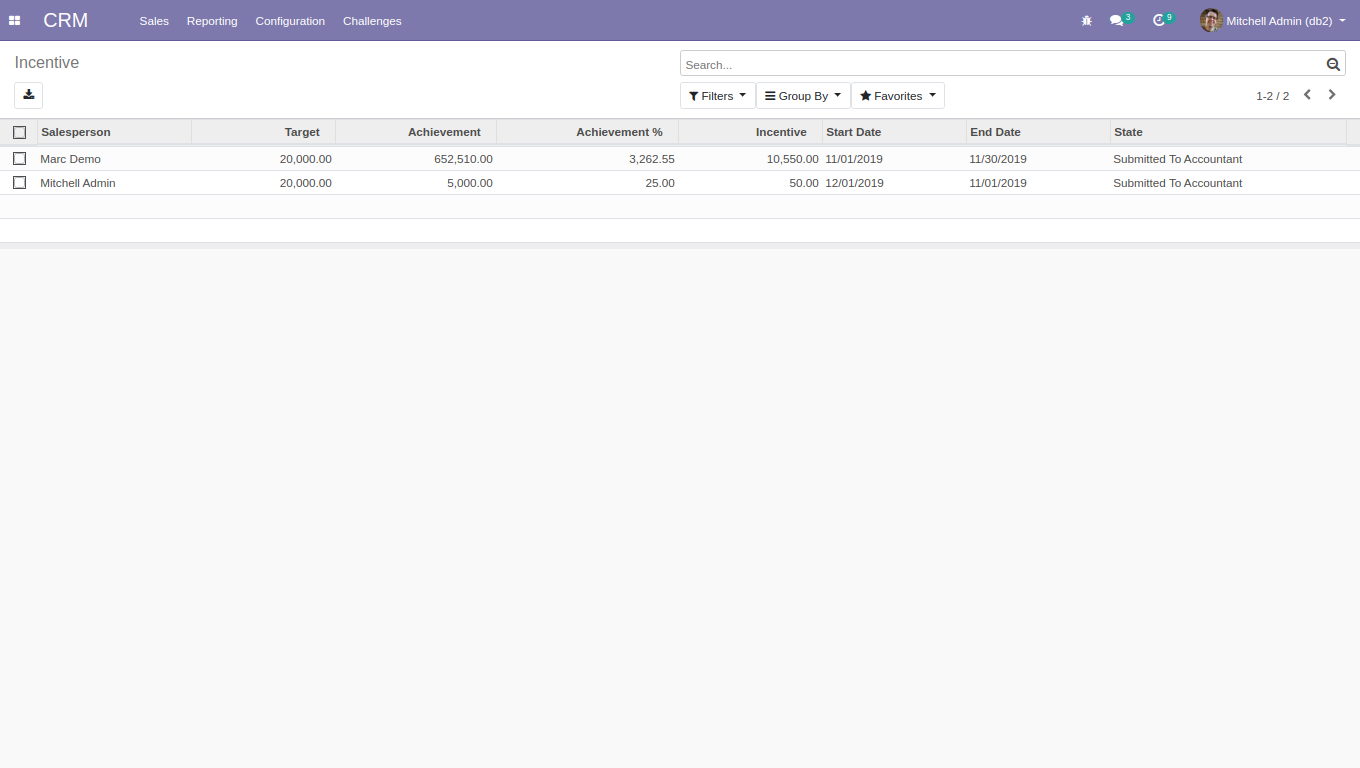 CRM Sales Reporting Configuration Challenges 3 9 Mitchell Admin (db2)
Incentive
Search...
Filters Group By Favorites 1-2 / 2
Salesperson Target Achievement Achievement % Incentive Start Date End Date State
Marc Demo 20,000.00 652,510.00 3,262.55 10,550.00 11/01/2019 11/30/2019 Submitted To Accountant
Mitchell Admin 20,000.00 5,000.00 25.00 50.00 12/01/2019 11/01/2019 Submitted To Accountant